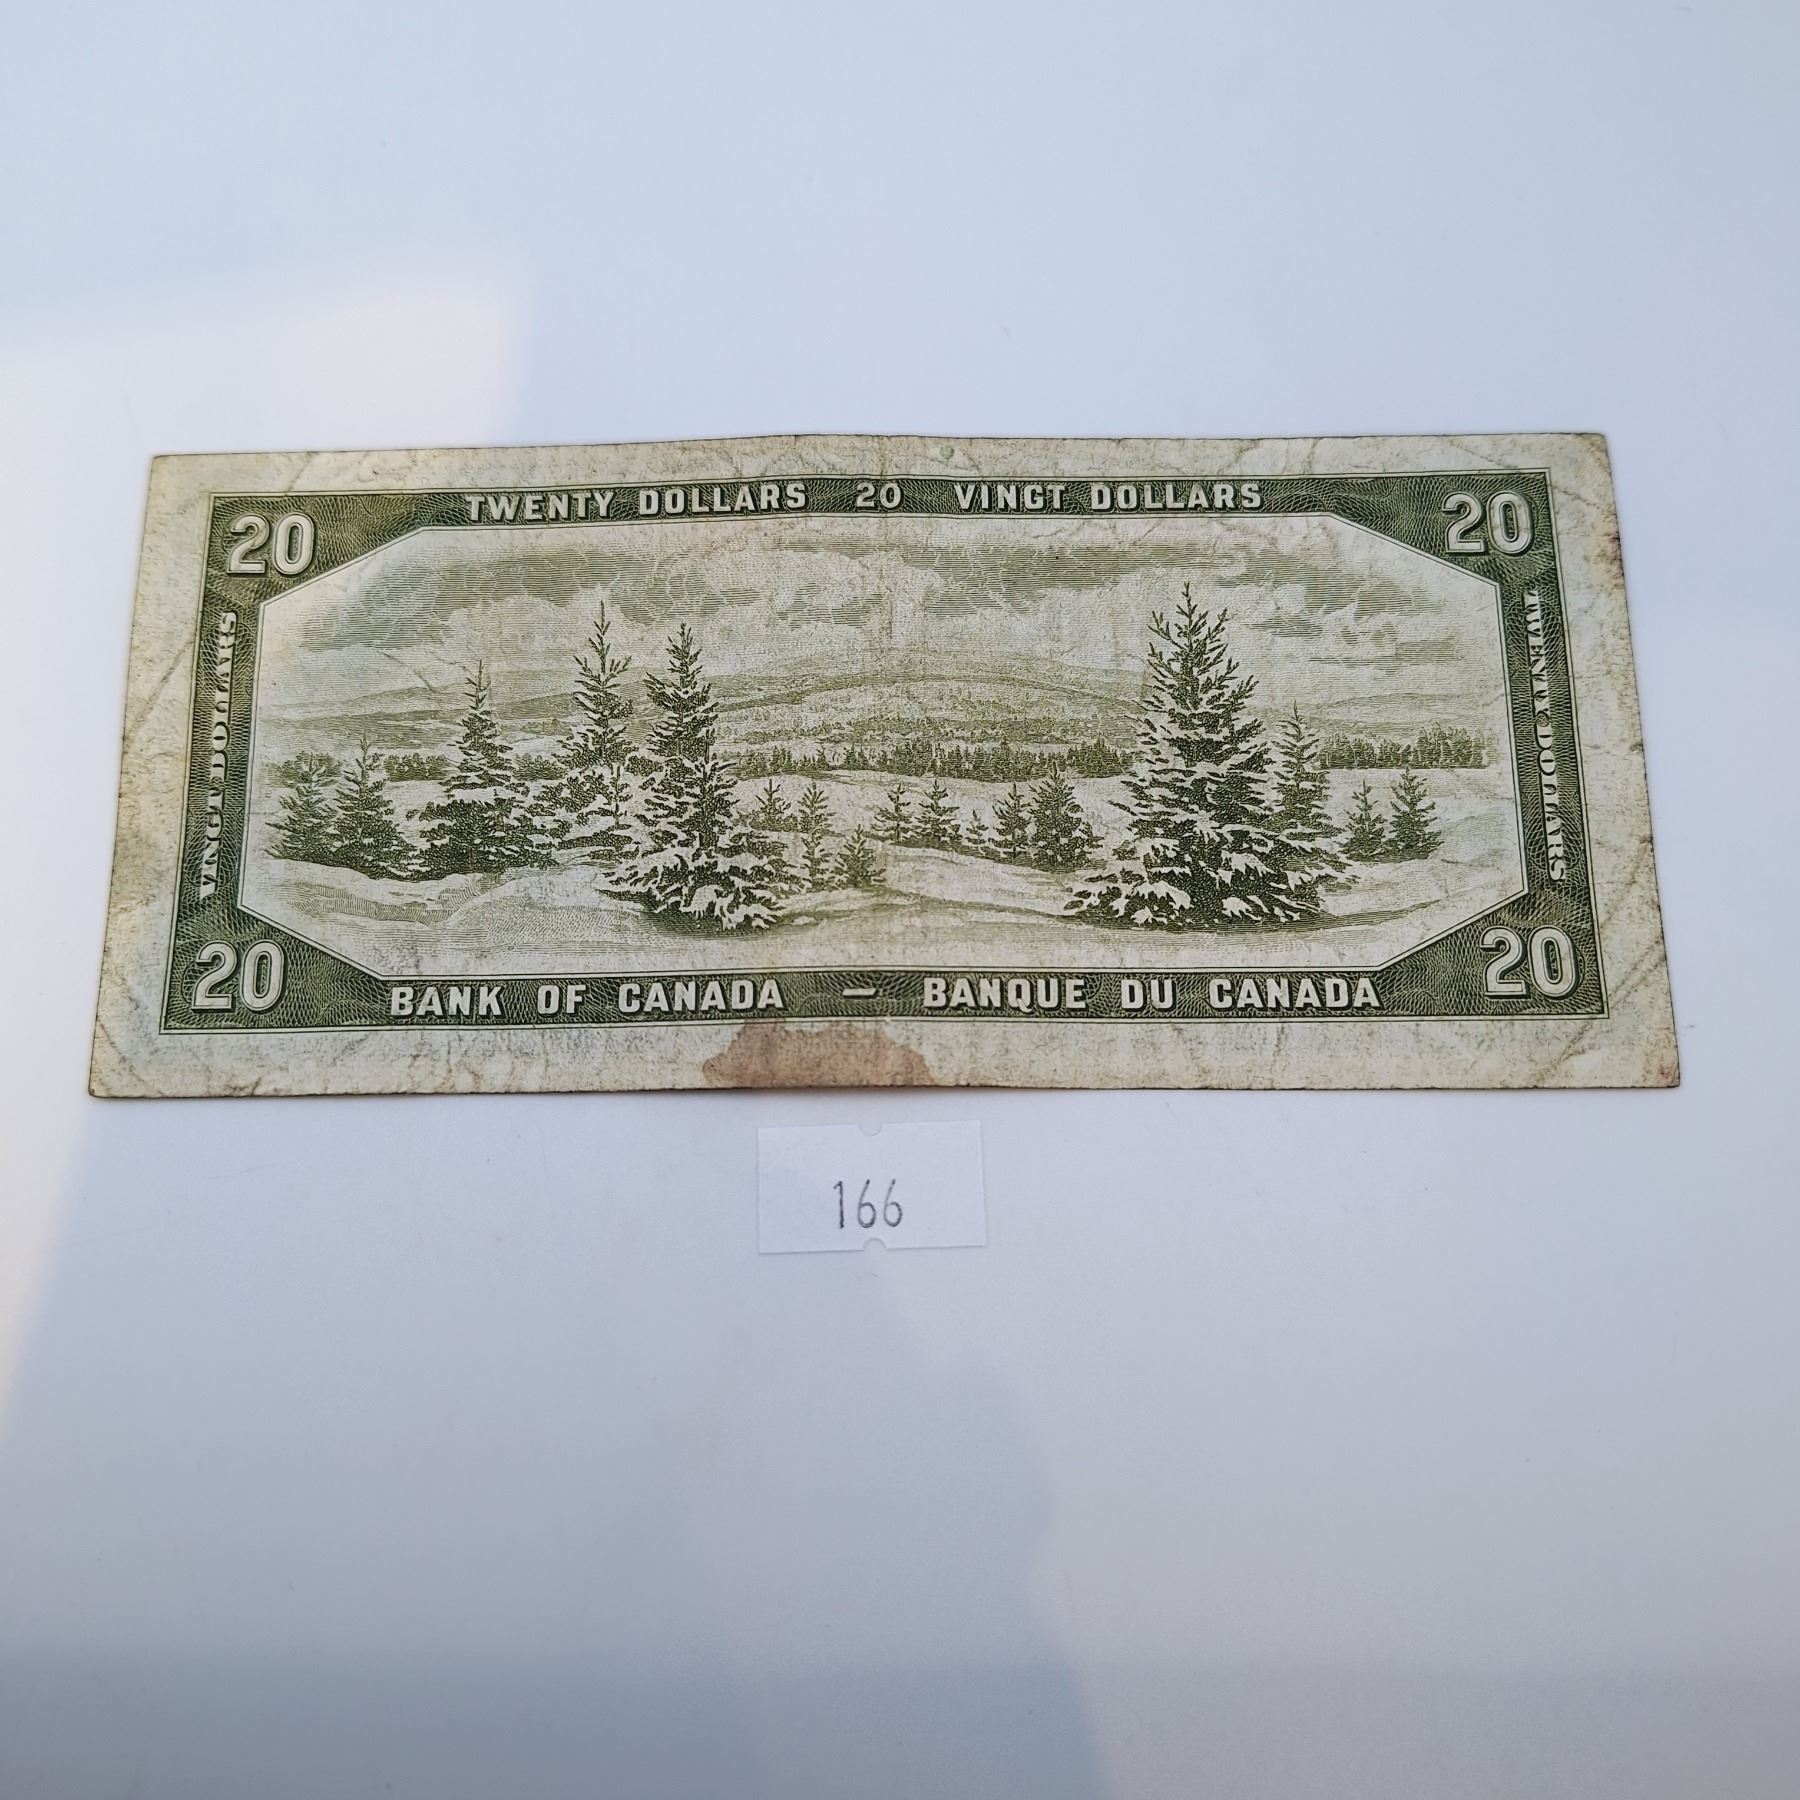 TWENTY DOLLARS 20 VINGT DOLLARS
20
20
VINGT DOLLARS
TWENTY DOLLARS
20
20
BANK OF CANADA – BANQUE DU CANADA
166